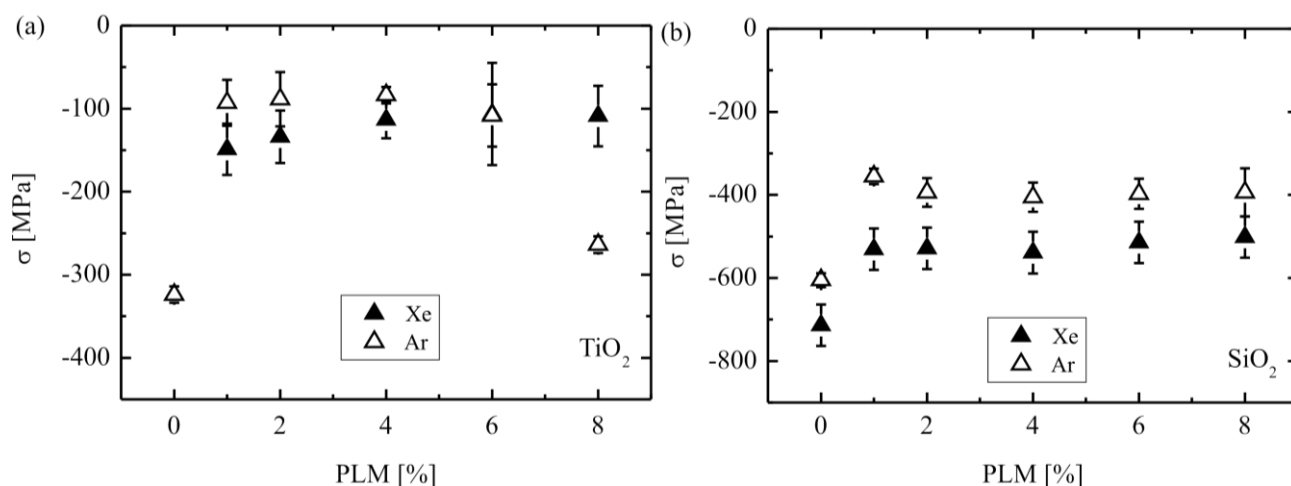 (a)
0
-100
-200
-300
-400
σ [MPa]
Xe
Ar
TiO₂
0 2 4 6 8
PLM [%]
(b)
0
-200
-400
-600
-800
σ [MPa]
Xe
Ar
SiO₂
0 2 4 6 8
PLM [%]